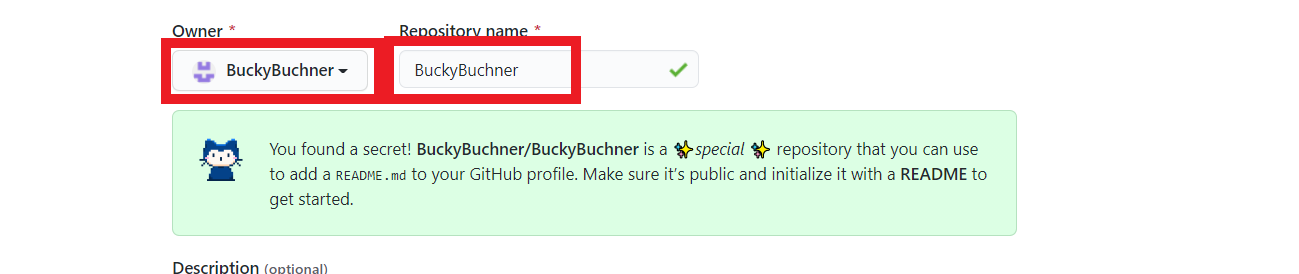 Owner * Repository name *
BuckyBuchner BuckyBuchner
You found a secret! BuckyBuchner/BuckyBuchner is a ✨special ✨ repository that you can use
to add a README.md to your GitHub profile. Make sure it’s public and initialize it with a README to
get started.
Description (optional)